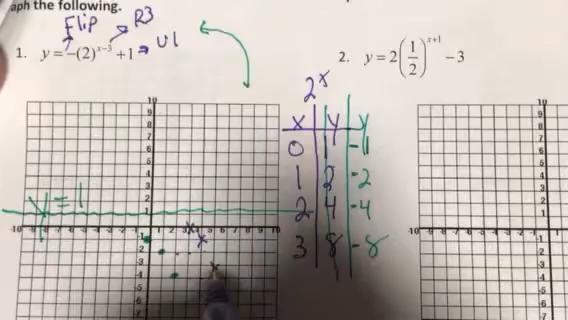 aph the following.
Flip
R3
1. y = -(2)^{x-3} + 1 → U1
2. y = 2(1/2)^{x+1} - 3
2^x
x y y
0 1 -1
1 2 -2
2 4 -4
3 8 -8
y = 1